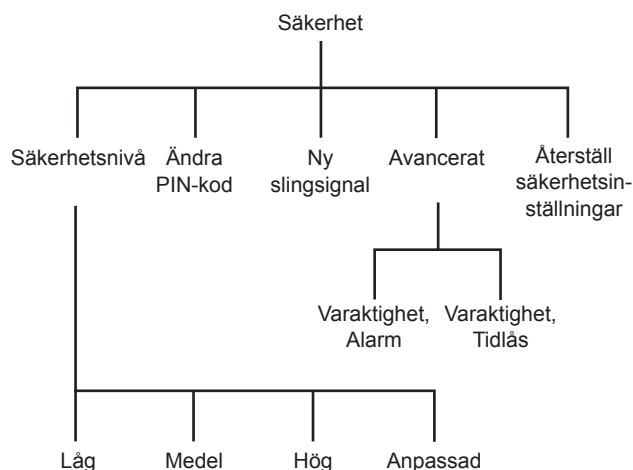 Säkerhet
Säkerhetsnivå
Ändra
PIN-kod
Ny
slingsignal
Avancerat
Återställ
säkerhetsin-
ställningar
Varaktighet,
Alarm
Varaktighet,
Tidlås
Låg
Medel
Hög
Anpassad